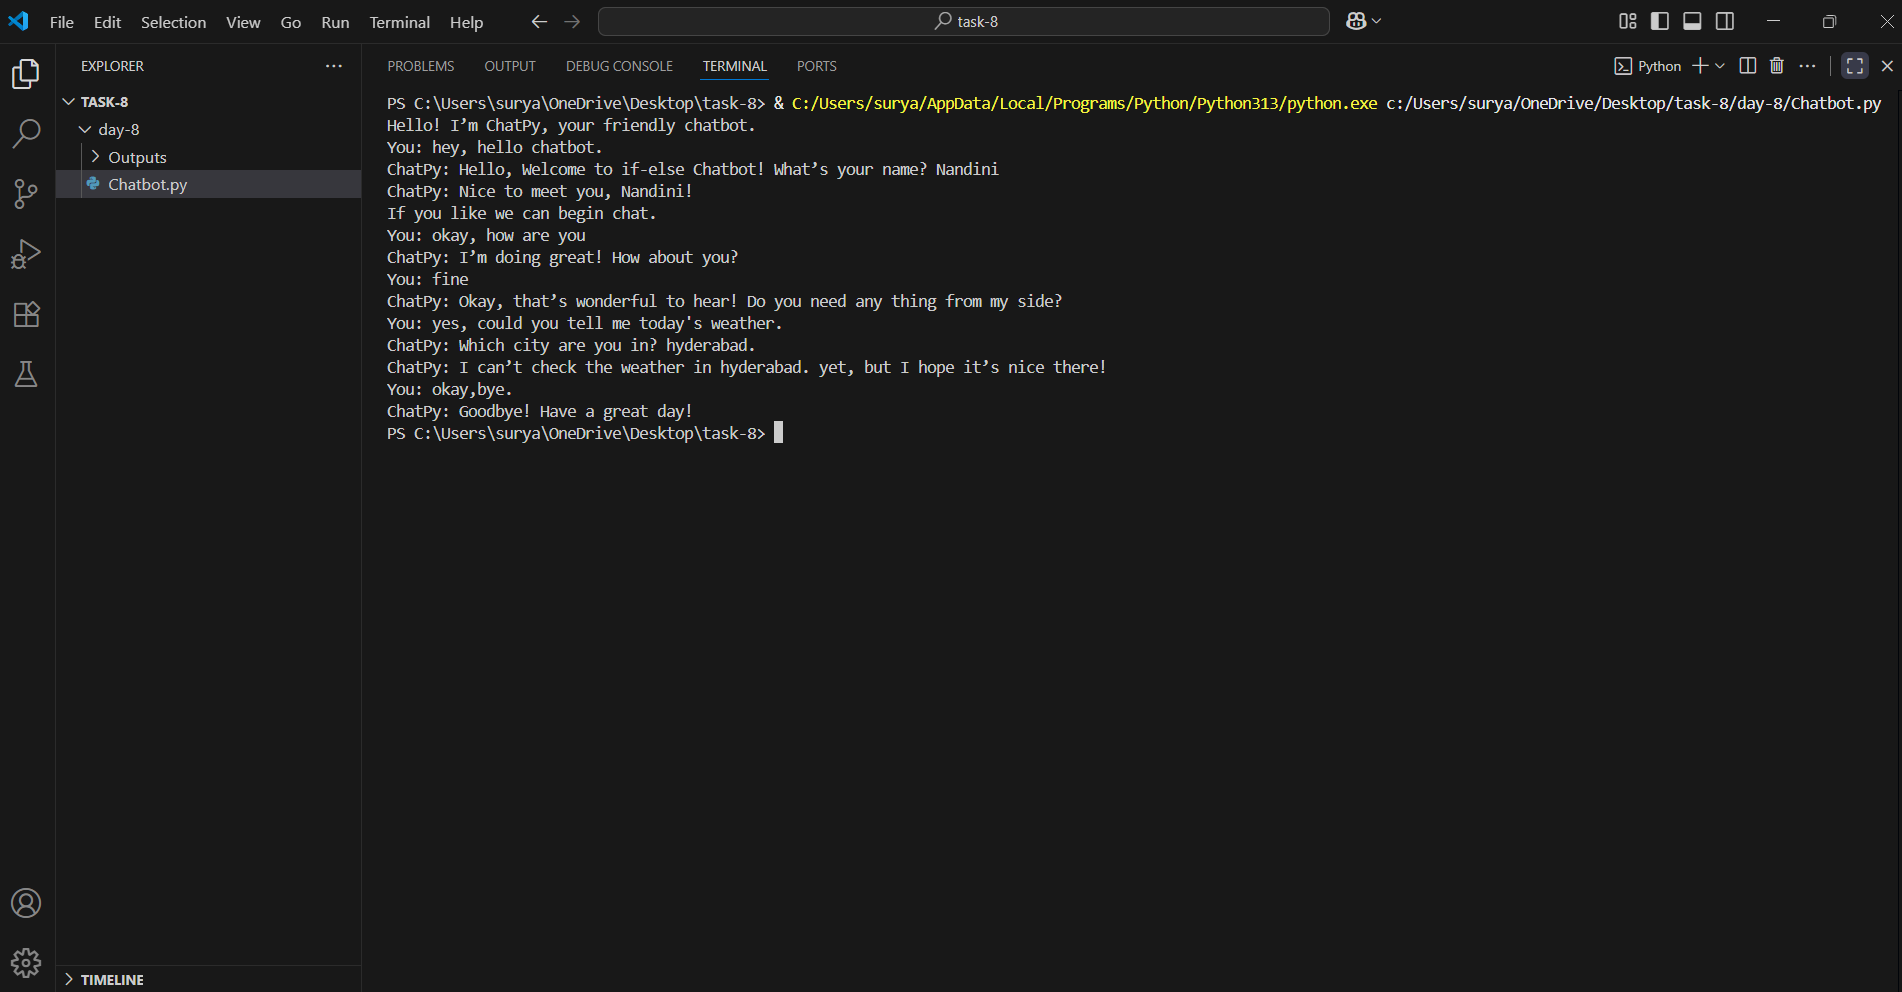 File Edit Selection View Go Run Terminal Help
task-8
EXPLORER
TASK-8
day-8
Outputs
Chatbot.py
TIMELINE
PROBLEMS OUTPUT DEBUG CONSOLE TERMINAL PORTS
Python
PS C:\Users\surya\OneDrive\Desktop\task-8> & C:/Users/surya/AppData/Local/Programs/Python/Python313/python.exe c:/Users/surya/OneDrive/Desktop/task-8/day-8/Chatbot.py
Hello! I’m ChatPy, your friendly chatbot.
You: hey, hello chatbot.
ChatPy: Hello, Welcome to if-else Chatbot! What’s your name? Nandini
ChatPy: Nice to meet you, Nandini!
If you like we can begin chat.
You: okay, how are you
ChatPy: I’m doing great! How about you?
You: fine
ChatPy: Okay, that’s wonderful to hear! Do you need any thing from my side?
You: yes, could you tell me today's weather.
ChatPy: Which city are you in? hyderabad.
ChatPy: I can’t check the weather in hyderabad. yet, but I hope it’s nice there!
You: okay,bye.
ChatPy: Goodbye! Have a great day!
PS C:\Users\surya\OneDrive\Desktop\task-8>